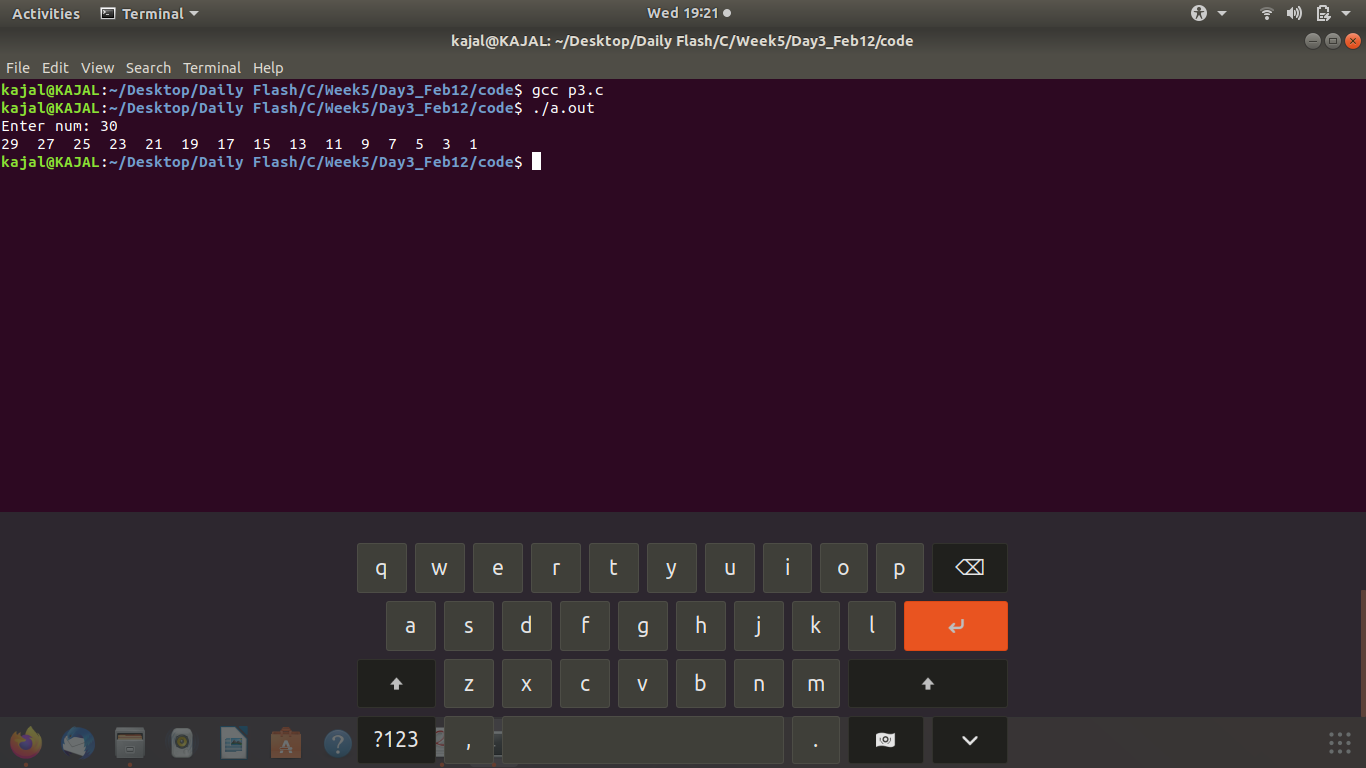 Activities Terminal Wed 19:21
kajal@KAJAL: ~/Desktop/Daily Flash/C/Week5/Day3_Feb12/code
File Edit View Search Terminal Help
kajal@KAJAL:~/Desktop/Daily Flash/C/Week5/Day3_Feb12/code$ gcc p3.c
kajal@KAJAL:~/Desktop/Daily Flash/C/Week5/Day3_Feb12/code$ ./a.out
Enter num: 30
29  27  25  23  21  19  17  15  13  11  9  7  5  3  1
kajal@KAJAL:~/Desktop/Daily Flash/C/Week5/Day3_Feb12/code$
q w e r t y u i o p
a s d f g h j k l
z x c v b n m
?123 , .